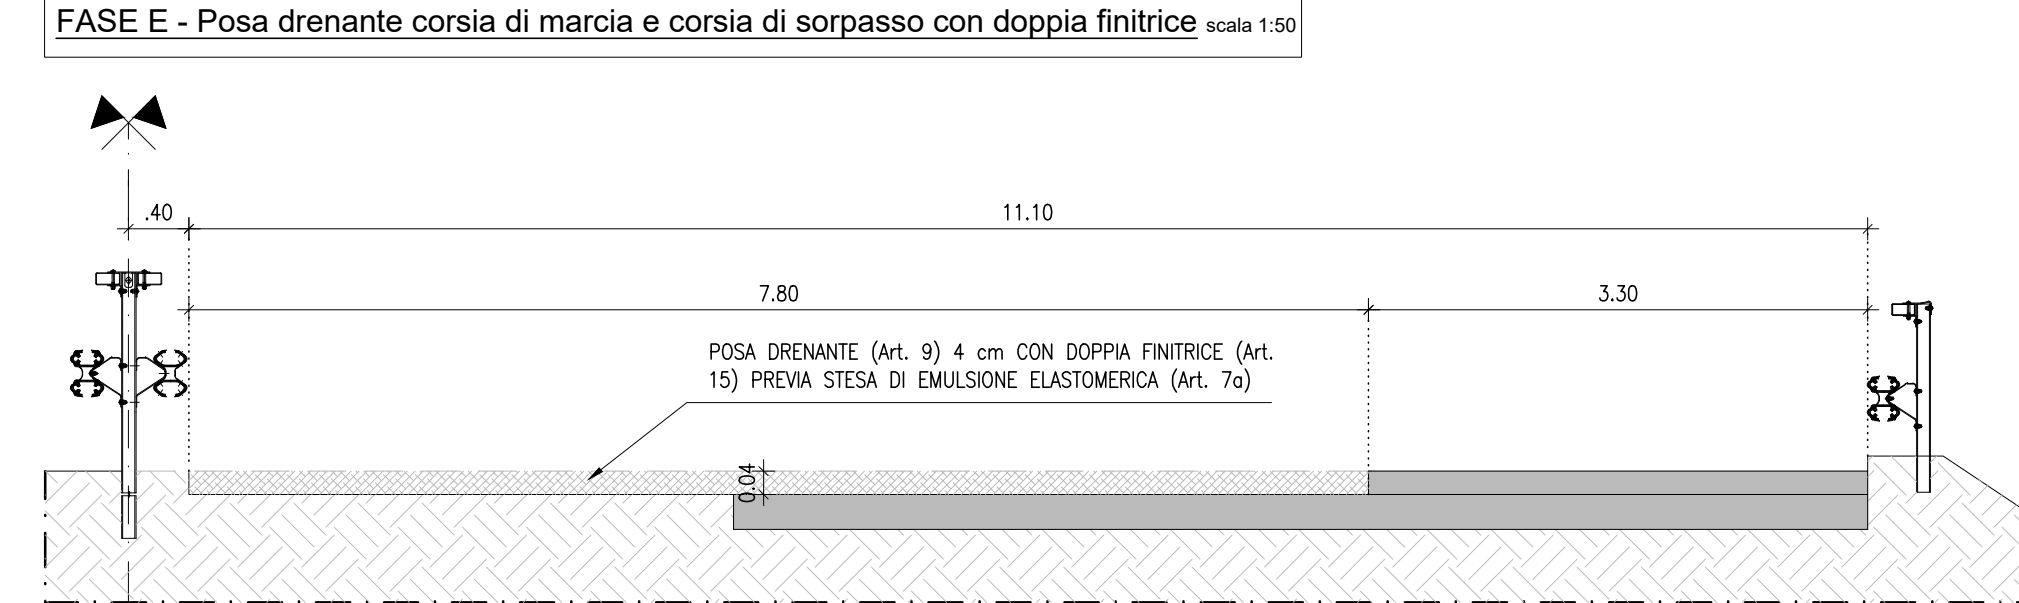 FASE E - Posa drenante corsia di marcia e corsia di sorpasso con doppia finitrice scala 1:50
.40
11.10
7.80
3.30
POSA DRENANTE (Art. 9) 4 cm CON DOPPIA FINITRICE (Art.
15) PREVIA STESA DI EMULSIONE ELASTOMERICA (Art. 7a)
0.04